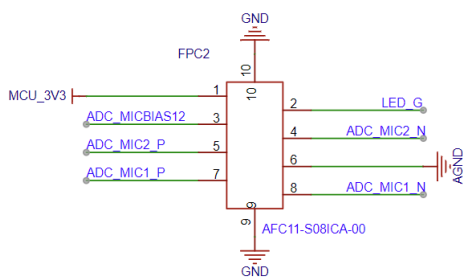 GND
FPC2
10
10
MCU_3V3
1
2
LED_G
ADC_MICBIAS12
3
4
ADC_MIC2_N
ADC_MIC2_P
5
6
AGND
ADC_MIC1_P
7
8
ADC_MIC1_N
9
9
AFC11-S08ICA-00
GND